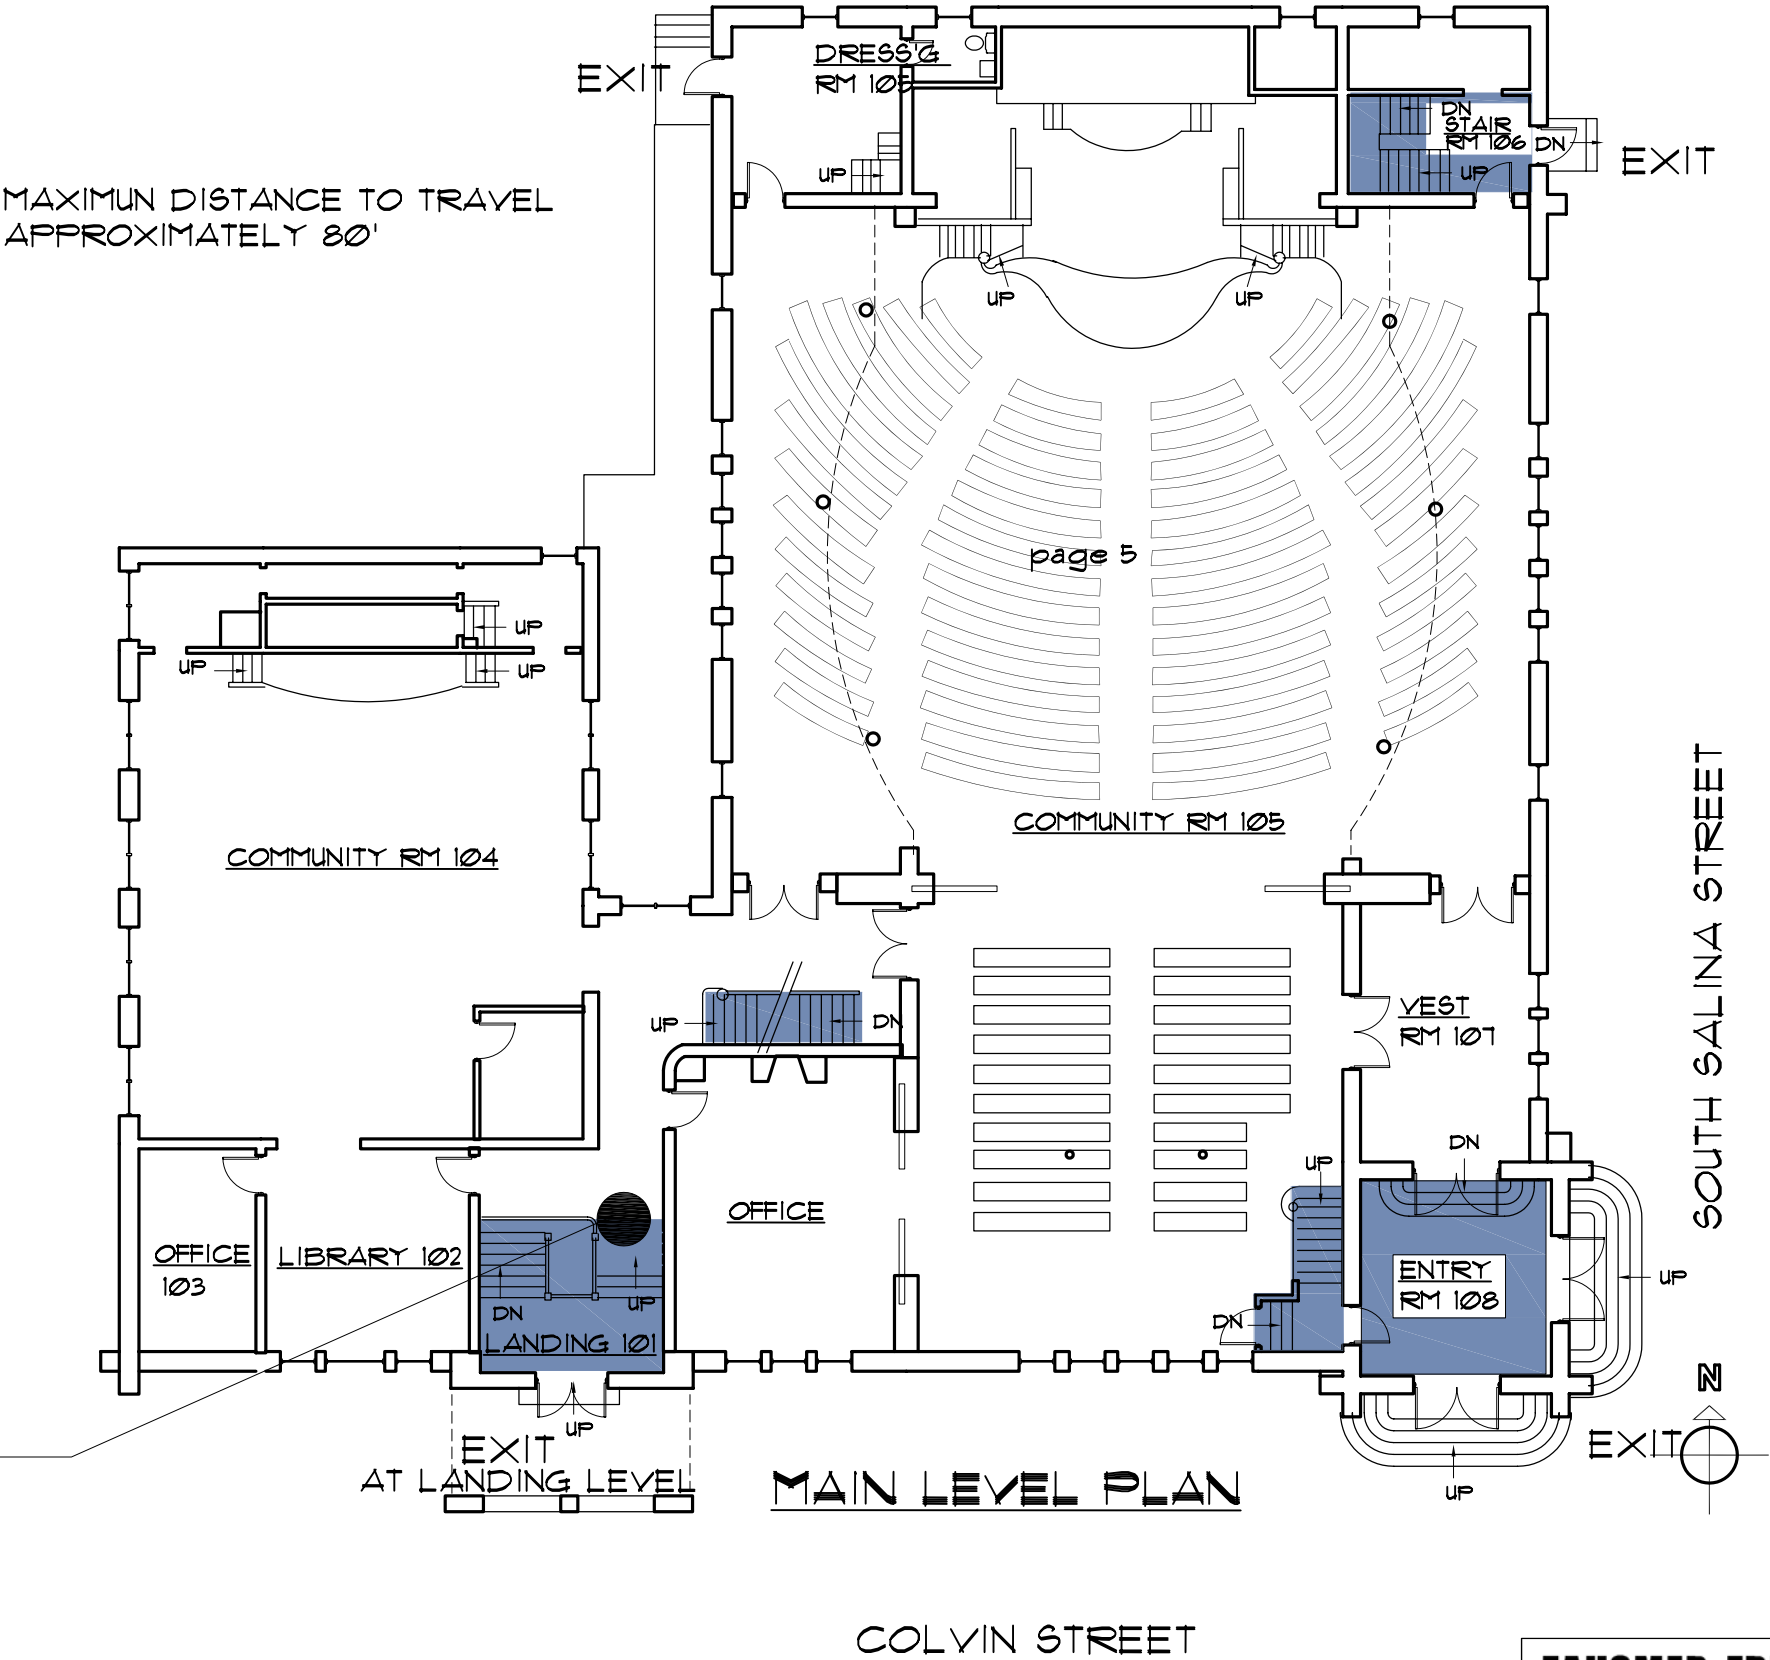 DRESS'G
RM 105
EXIT
DN
STAIR
RM 106
DN
EXIT
UP
UP
MAXIMUN DISTANCE TO TRAVEL
APPROXIMATELY 80'
UP
UP
page 5
UP
UP
UP
COMMUNITY RM 105
COMMUNITY RM 104
SOUTH SALINA STREET
VEST
RM 107
UP
DN
DN
UP
OFFICE
OFFICE
103
LIBRARY 102
ENTRY
RM 108
UP
DN
UP
DN
LANDING 101
N
UP
EXIT
AT LANDING LEVEL
EXIT
UP
MAIN LEVEL PLAN
COLVIN STREET